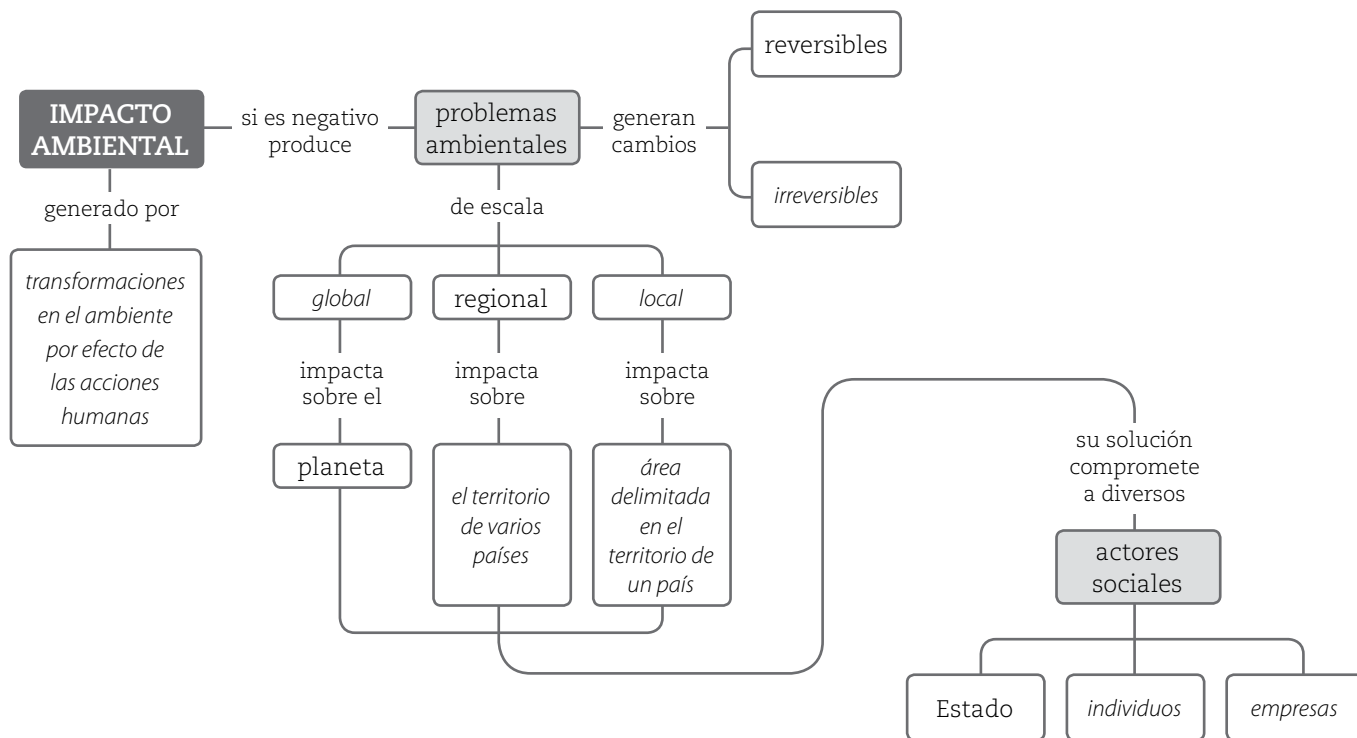 IMPACTO
AMBIENTAL
si es negativo
produce
problemas
ambientales
generan
cambios
reversibles
irreversibles
generado por
transformaciones
en el ambiente
por efecto de
las acciones
humanas
de escala
global
regional
local
impacta
sobre el
impacta
sobre
impacta
sobre
planeta
el territorio
de varios
países
área
delimitada
en el
territorio de
un país
su solución
compromete
a diversos
actores
sociales
Estado
individuos
empresas